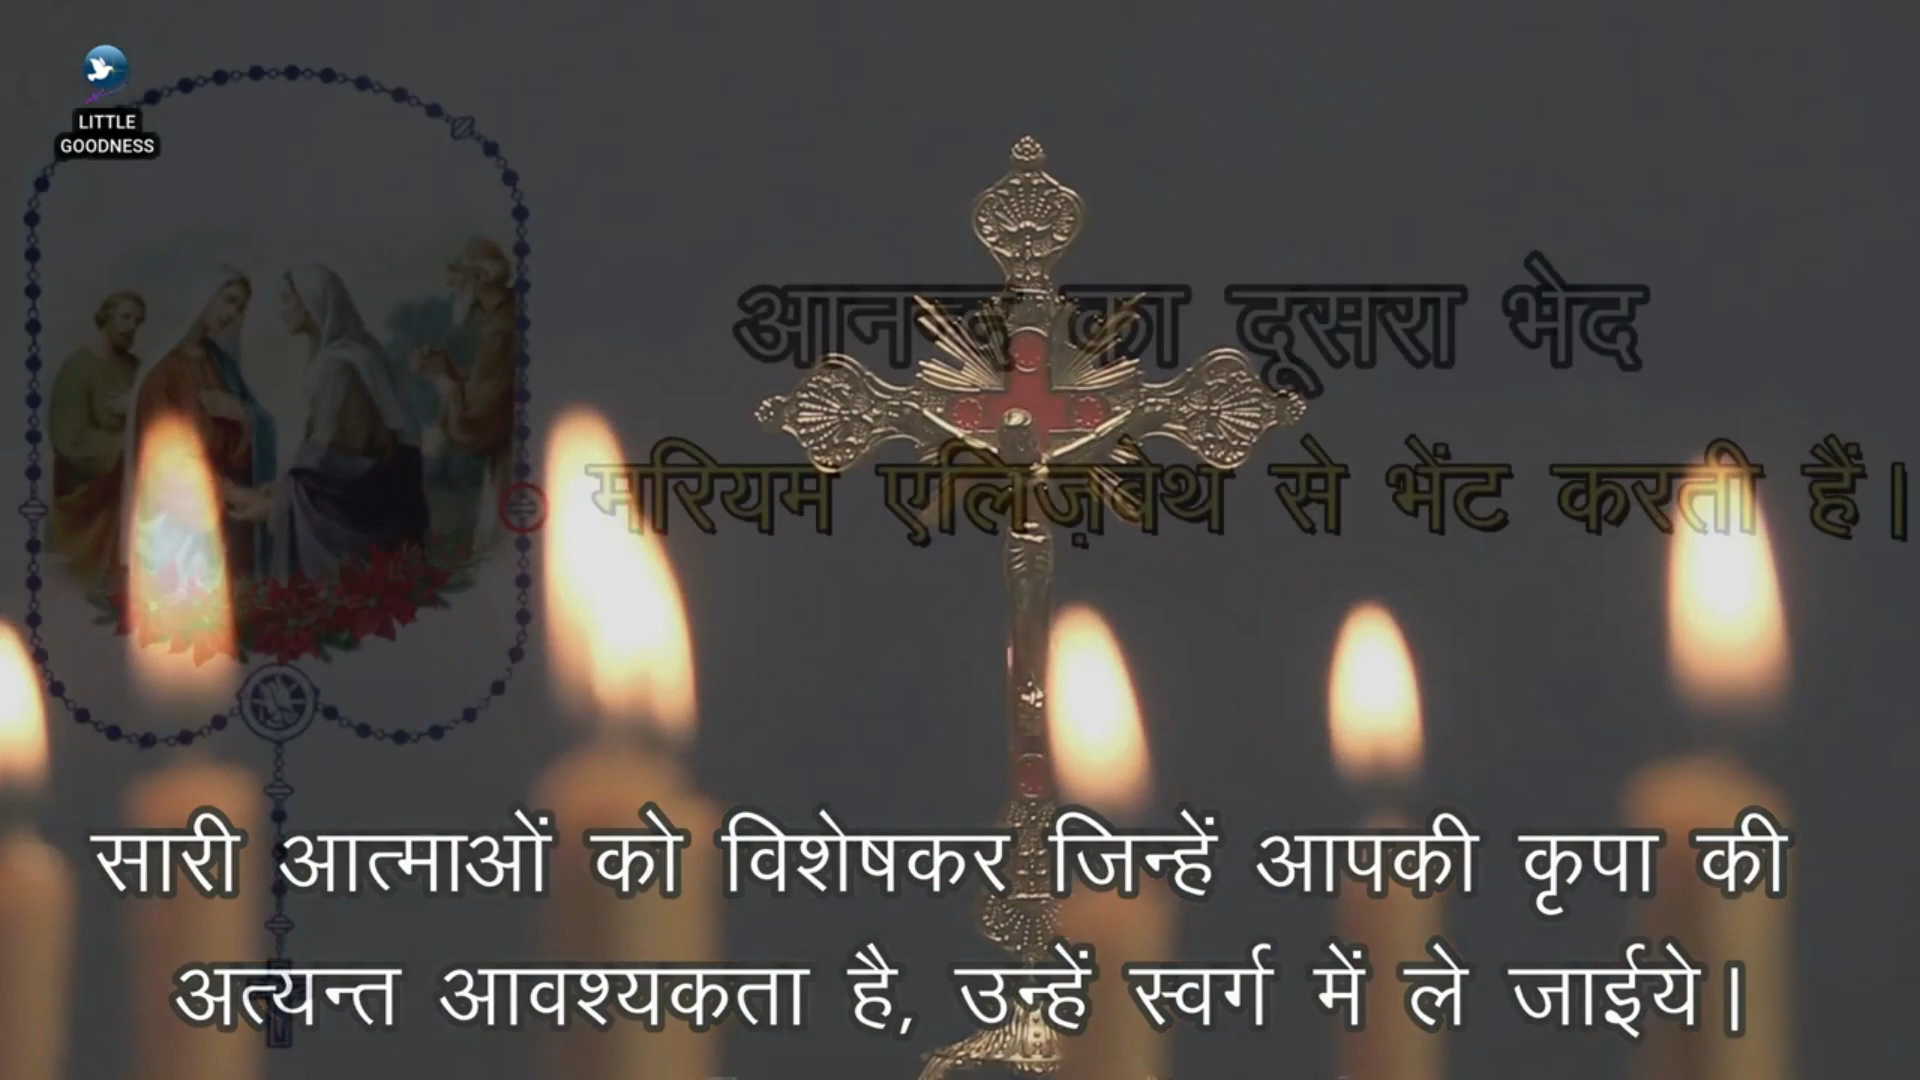 LITTLE
GOODNESS
आनन्द का दूसरा भेद
मरियम एलिज़बेथ से भेंट करती हैं।
सारी आत्माओं को विशेषकर जिन्हें आपकी कृपा की
अत्यन्त आवश्यकता है, उन्हें स्वर्ग में ले जाईये।